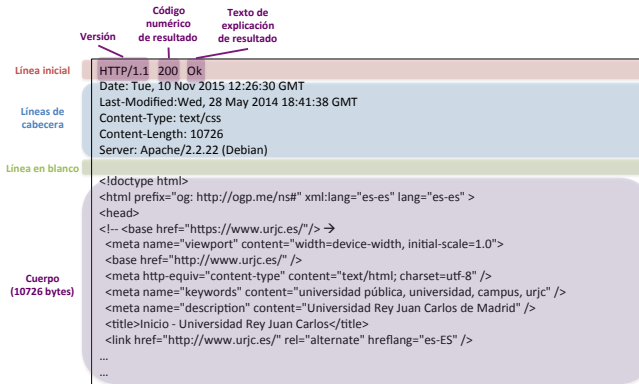 Versión
Código
numérico
de resultado
Texto de
explicación
de resultado
Línea inicial
HTTP/1.1 200 Ok
Líneas de
cabecera
Date: Tue, 10 Nov 2015 12:26:30 GMT
Last-Modified:Wed, 28 May 2014 18:41:38 GMT
Content-Type: text/css
Content-Length: 10726
Server: Apache/2.2.22 (Debian)
Línea en blanco
Cuerpo
(10726 bytes)
<!doctype html>
<html prefix="og: http://ogp.me/ns#" xml:lang="es-es" lang="es-es" >
<head>
<!-- <base href="https://www.urjc.es/"/> →
<meta name="viewport" content="width=device-width, initial-scale=1.0">
<base href="http://www.urjc.es/" />
<meta http-equiv="content-type" content="text/html; charset=utf-8" />
<meta name="keywords" content="universidad pública, universidad, campus, urjc" />
<meta name="description" content="Universidad Rey Juan Carlos de Madrid" />
<title>Inicio - Universidad Rey Juan Carlos</title>
<link href="http://www.urjc.es/" rel="alternate" hreflang="es-ES" />
...
...